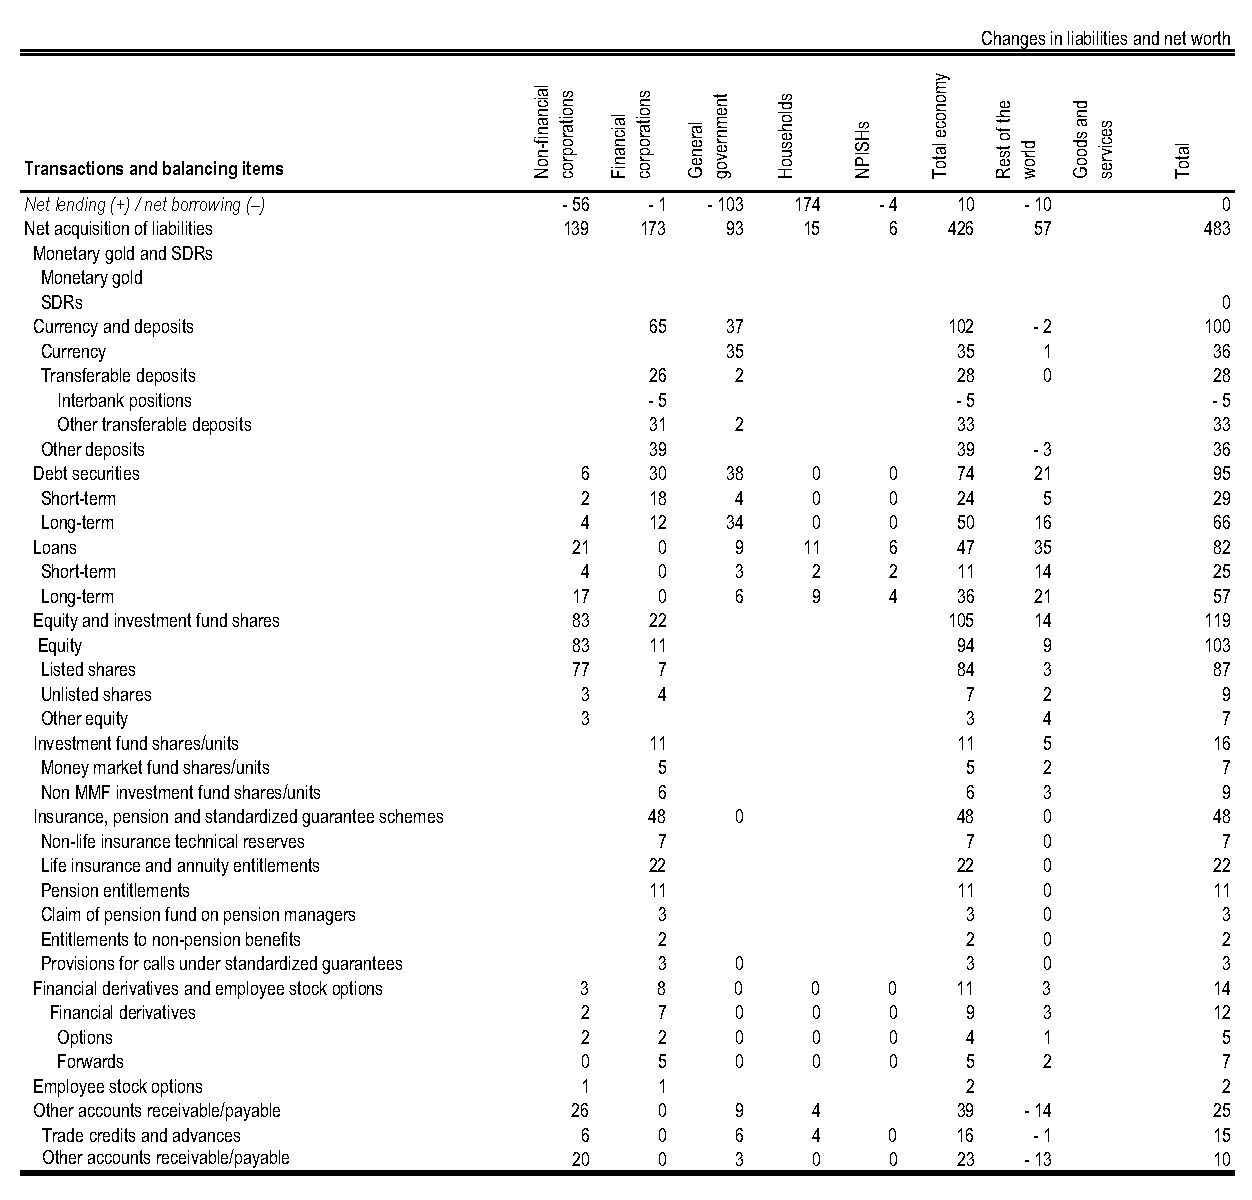 Changes in liabilities and net worth
Transactions and balancing items Non-financial corporations Financial corporations General government Households NPISHs Total economy Rest of the world Goods and services Total
Net lending (+) / net borrowing (–) - 56 - 1 - 103 174 - 4 10 - 10 0
Net acquisition of liabilities 139 173 93 15 6 426 57 483
Monetary gold and SDRs
Monetary gold
SDRs 0
Currency and deposits 65 37 102 - 2 100
Currency 35 35 1 36
Transferable deposits 26 2 28 0 28
Interbank positions - 5 - 5 - 5
Other transferable deposits 31 2 33 33
Other deposits 39 39 - 3 36
Debt securities 6 30 38 0 0 74 21 95
Short-term 2 18 4 0 0 24 5 29
Long-term 4 12 34 0 0 50 16 66
Loans 21 0 9 11 6 47 35 82
Short-term 4 0 3 2 2 11 14 25
Long-term 17 0 6 9 4 36 21 57
Equity and investment fund shares 83 22 105 14 119
Equity 83 11 94 9 103
Listed shares 77 7 84 3 87
Unlisted shares 3 4 7 2 9
Other equity 3 3 4 7
Investment fund shares/units 11 11 5 16
Money market fund shares/units 5 5 2 7
Non MMF investment fund shares/units 6 6 3 9
Insurance, pension and standardized guarantee schemes 48 0 48 0 48
Non-life insurance technical reserves 7 7 0 7
Life insurance and annuity entitlements 22 22 0 22
Pension entitlements 11 11 0 11
Claim of pension fund on pension managers 3 3 0 3
Entitlements to non-pension benefits 2 2 0 2
Provisions for calls under standardized guarantees 3 0 3 0 3
Financial derivatives and employee stock options 3 8 0 0 0 11 3 14
Financial derivatives 2 7 0 0 0 9 3 12
Options 2 2 0 0 0 4 1 5
Forwards 0 5 0 0 0 5 2 7
Employee stock options 1 1 2 2
Other accounts receivable/payable 26 0 9 4 39 - 14 25
Trade credits and advances 6 0 6 4 0 16 - 1 15
Other accounts receivable/payable 20 0 3 0 0 23 - 13 10